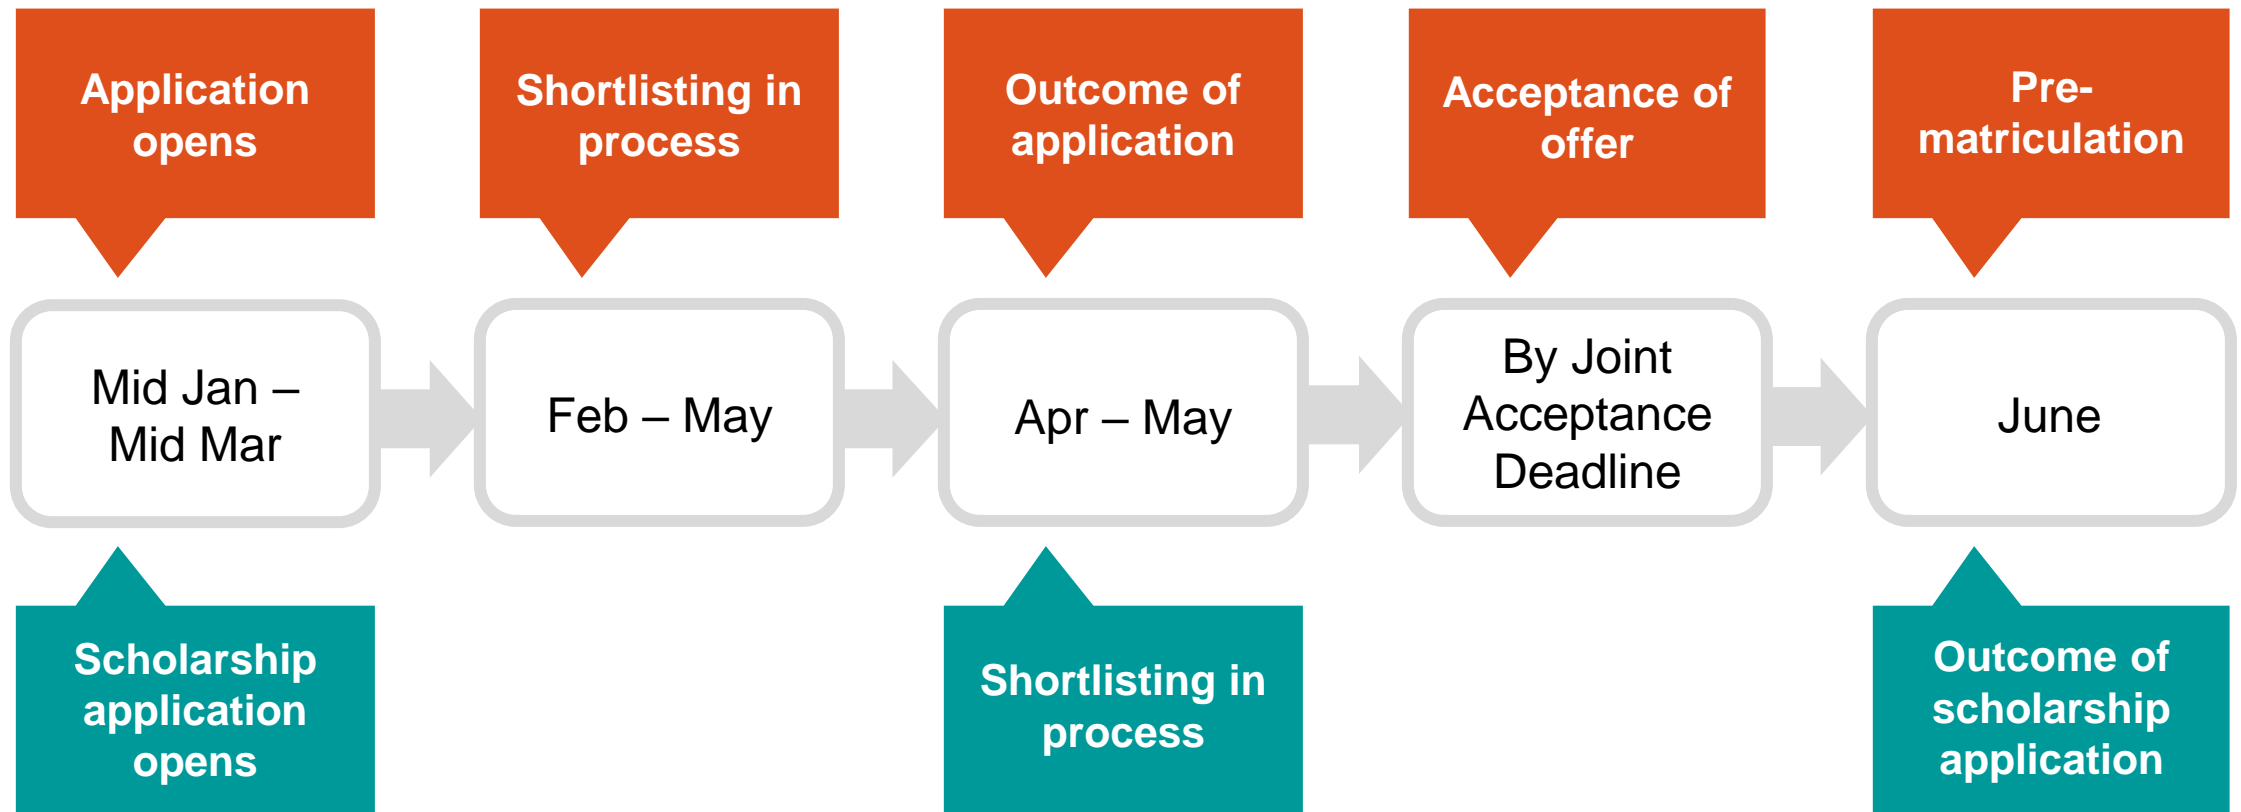 Application
opens
Shortlisting in
process
Outcome of
application
Acceptance of
offer
Pre-
matriculation
Mid Jan –
Mid Mar
Feb – May
Apr – May
By Joint
Acceptance
Deadline
June
Scholarship
application
opens
Shortlisting in
process
Outcome of
scholarship
application